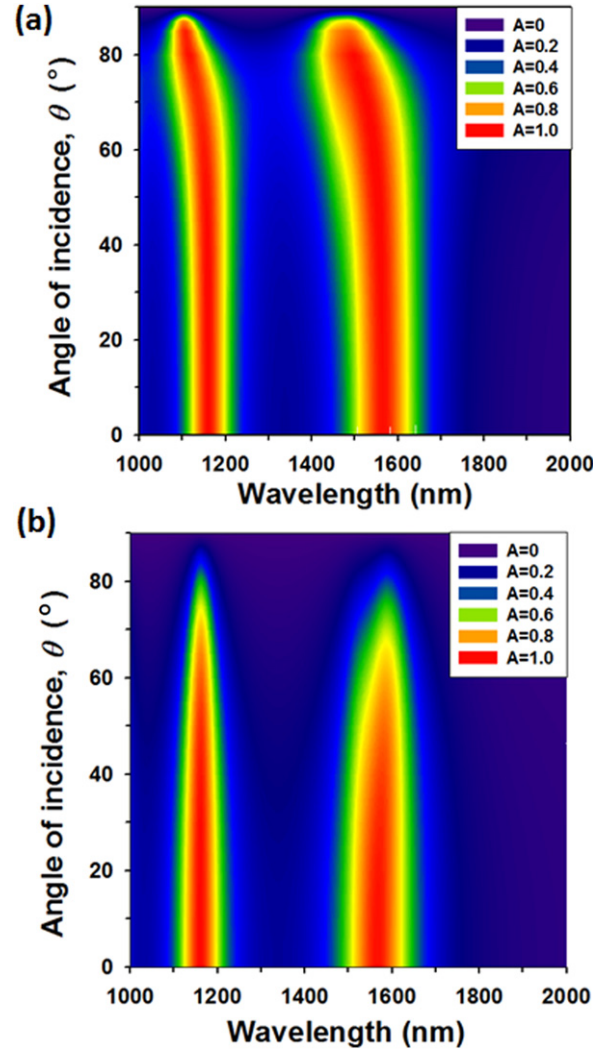 (a)
A=0
A=0.2
A=0.4
A=0.6
A=0.8
A=1.0
Angle of incidence, θ (°)
80
60
40
20
0
1000 1200 1400 1600 1800 2000
Wavelength (nm)
(b)
A=0
A=0.2
A=0.4
A=0.6
A=0.8
A=1.0
Angle of incidence, θ (°)
80
60
40
20
0
1000 1200 1400 1600 1800 2000
Wavelength (nm)